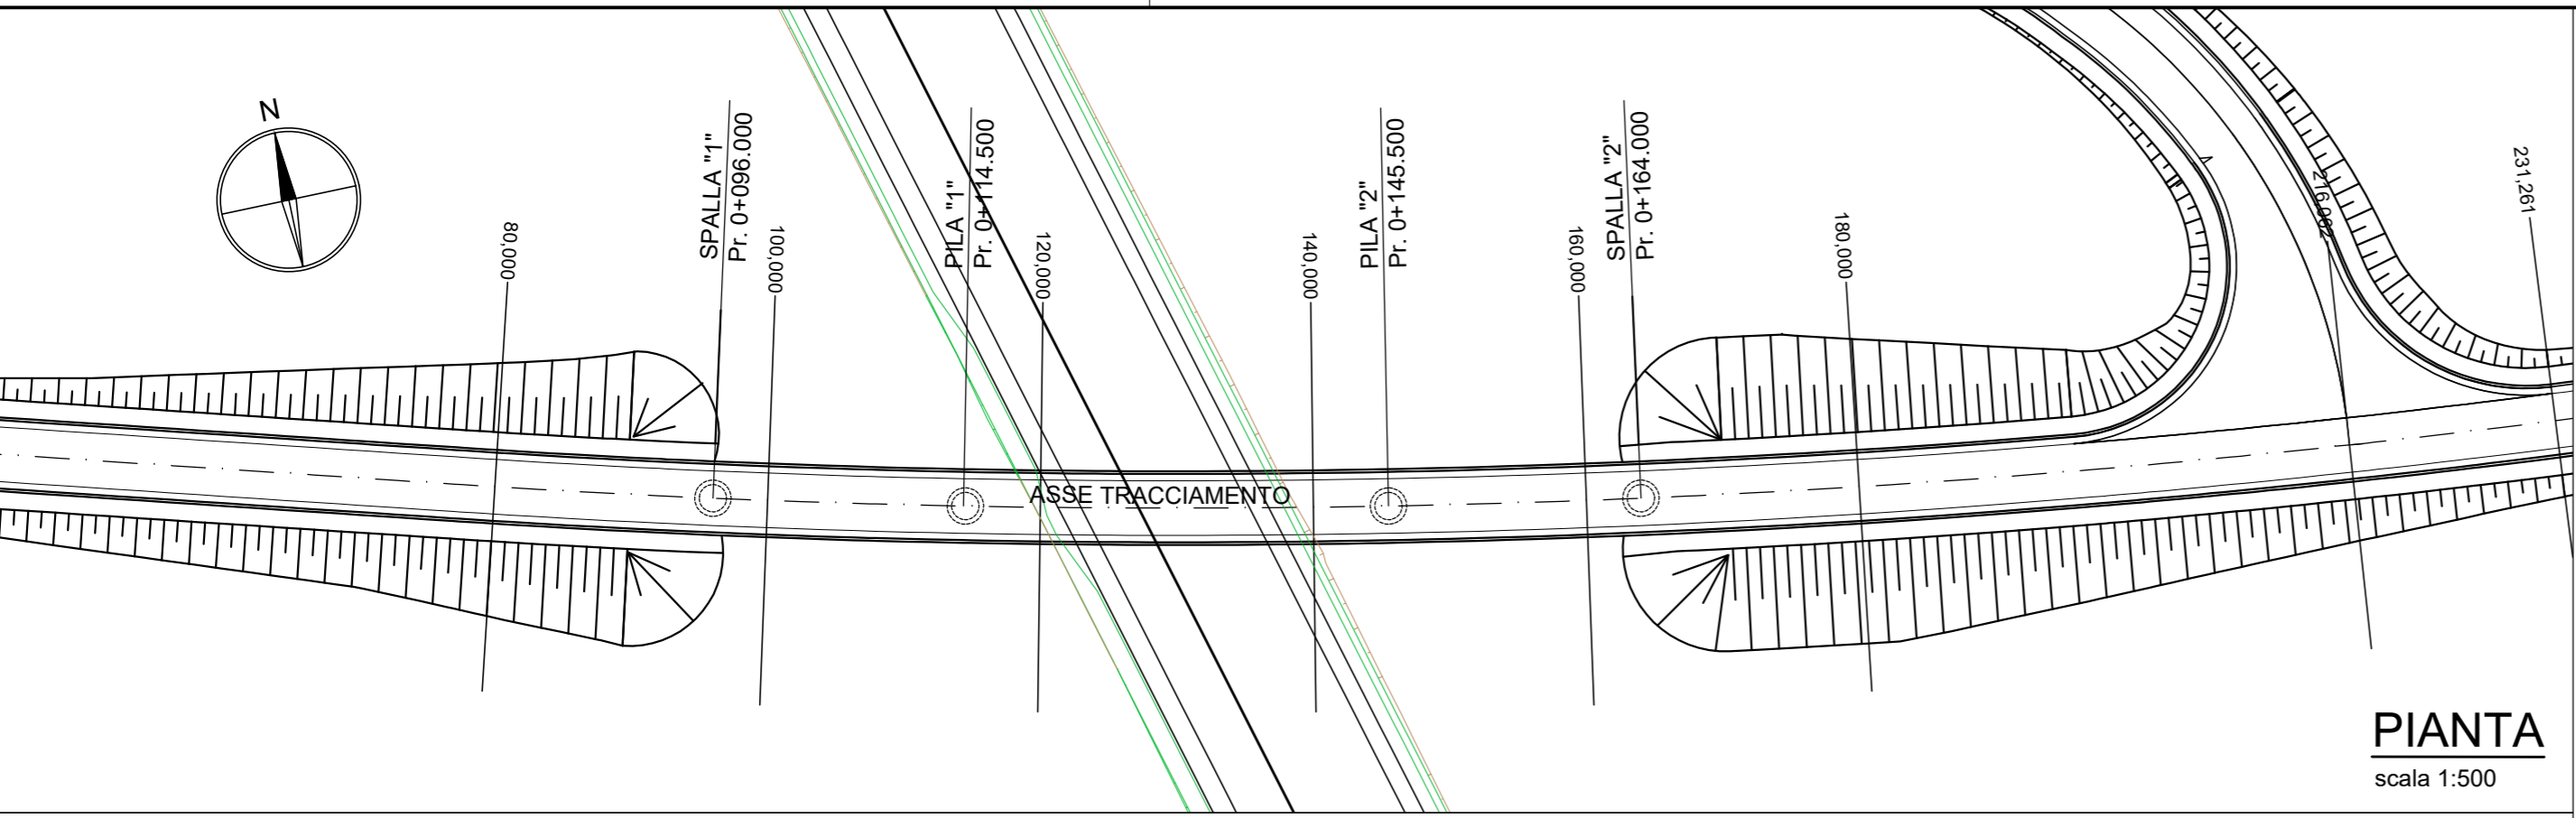 N
80,000
SPALLA "1"
Pr. 0+096.000
100,000
PILA "1"
Pr. 0+114.500
120,000
ASSE TRACCIAMENTO
140,000
PILA "2"
Pr. 0+145.500
160,000
SPALLA "2"
Pr. 0+164.000
180,000
231,261
PIANTA
scala 1:500